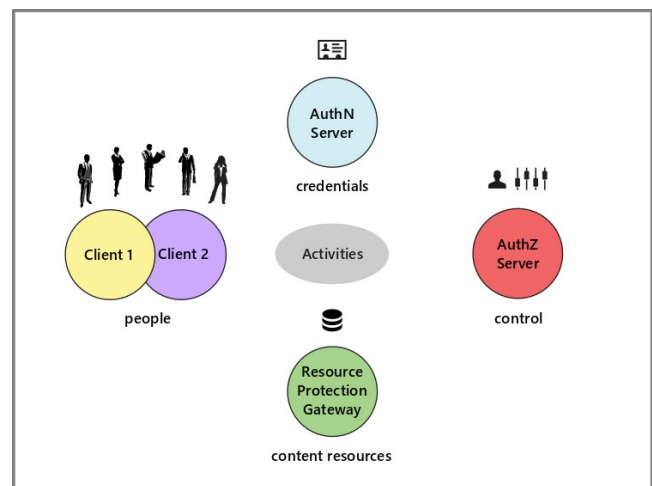 AuthN
Server
credentials
Client 1
Client 2
people
Activities
AuthZ
Server
control
Resource
Protection
Gateway
content resources